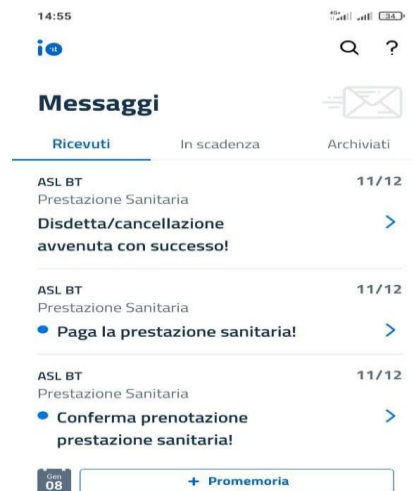 14:55
4G+
34
io
?
Messaggi
Ricevuti In scadenza Archiviati
ASL BT 11/12
Prestazione Sanitaria
Disdetta/cancellazione
avvenuta con successo!
ASL BT 11/12
Prestazione Sanitaria
Paga la prestazione sanitaria!
ASL BT 11/12
Prestazione Sanitaria
Conferma prenotazione
prestazione sanitaria!
Gen
08
+ Promemoria